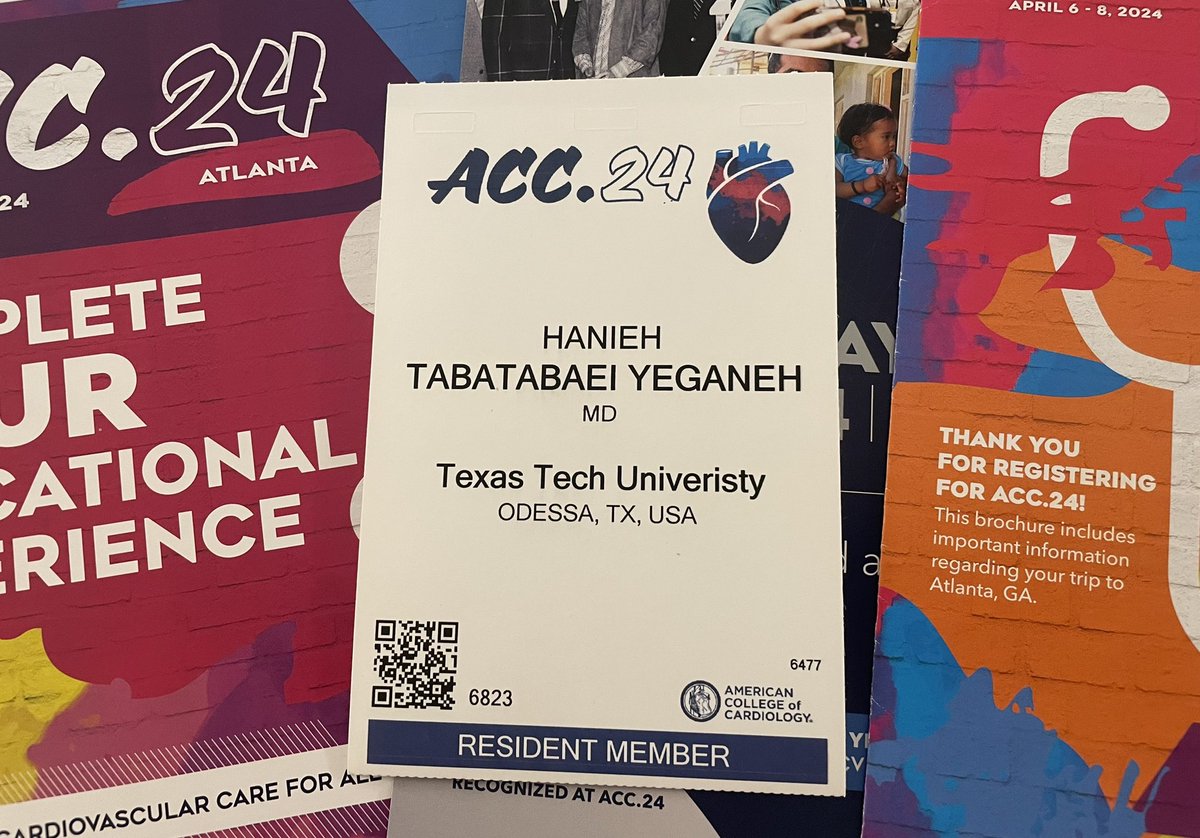 CC.24
ATLANTA
24
PLETE
UR
CATIONAL
ERIENCE
CARDIOVASCULAR CARE FOR ALL
ACC.24
HANIEH
TABATABAEI YEGANEH
MD
Texas Tech Univeristy
ODESSA, TX, USA
6823
6477
AMERICAN
COLLEGE of
CARDIOLOGY
RESIDENT MEMBER
RECOGNIZED AT ACC.24
APRIL 6 - 8, 2024
THANK YOU
FOR REGISTERING
FOR ACC.24!
This brochure includes
important information
regarding your trip to
Atlanta, GA.